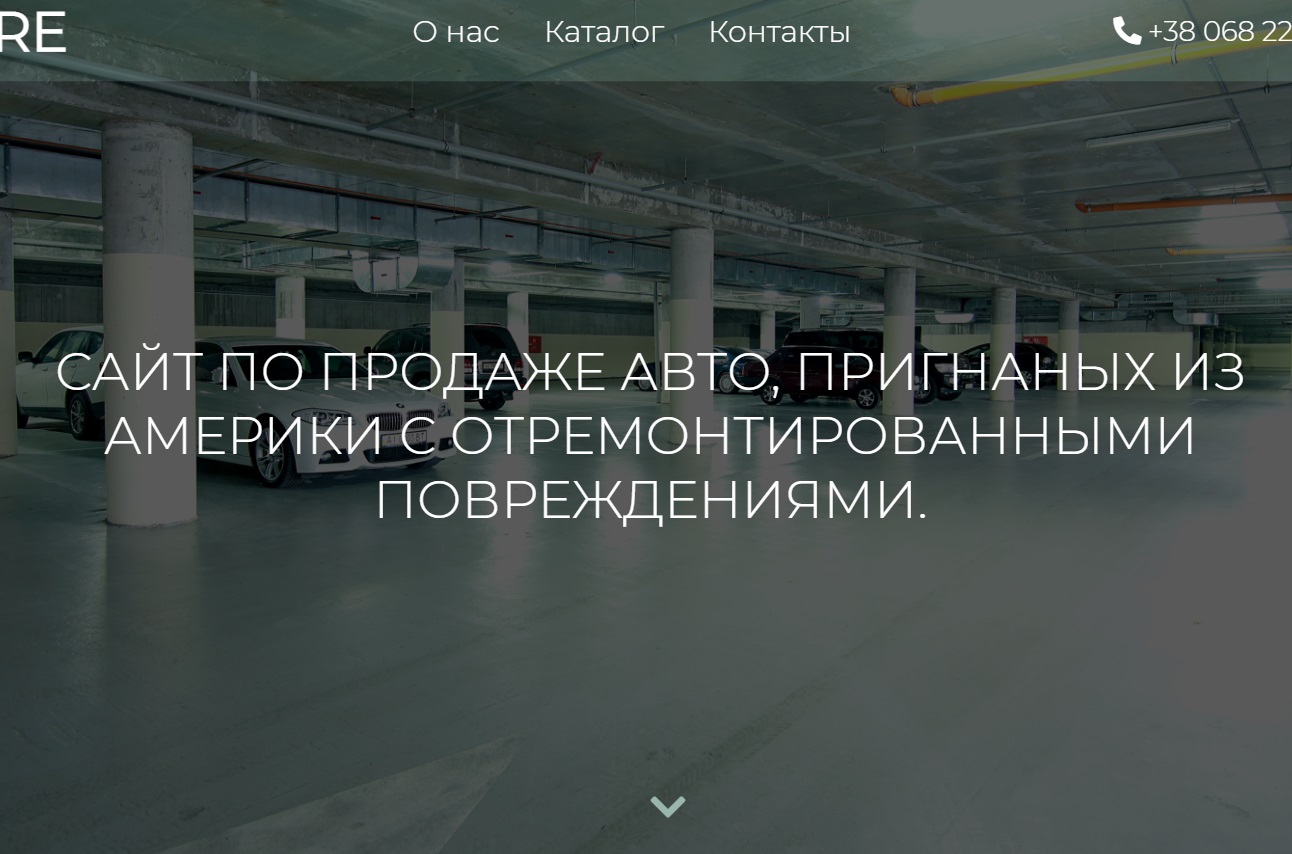 RE
О нас Каталог Контакты
+38 068 22
САЙТ ПО ПРОДАЖЕ АВТО, ПРИГНАНЫХ ИЗ
АМЕРИКИ С ОТРЕМОНТИРОВАННЫМИ
ПОВРЕЖДЕНИЯМИ.